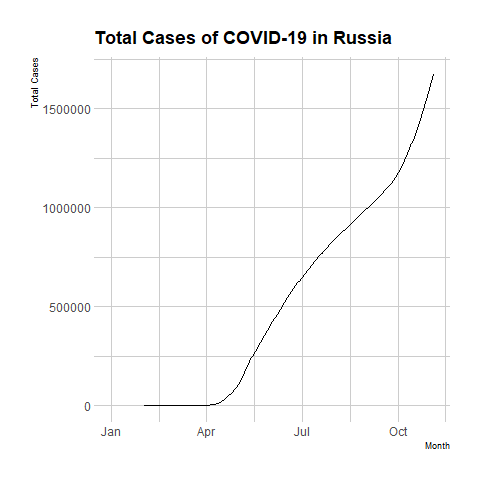 Total Cases of COVID-19 in Russia
Total Cases
1500000
1000000
500000
0
Jan Apr Jul Oct
Month